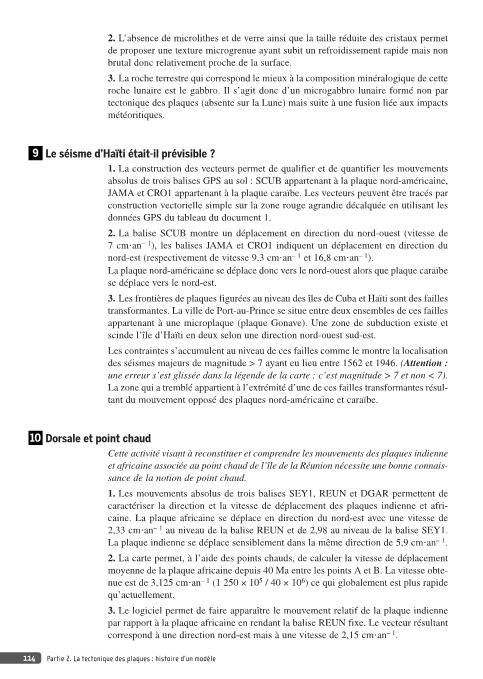 2. L'absence de microlithes et de verre ainsi que la taille réduite des cristaux permet
de proposer une texture microgrenue ayant subit un refroidissement rapide mais non
brutal donc relativement proche de la surface.
3. La roche terrestre qui correspond le mieux à la composition minéralogique de cette
roche lunaire est le gabbro. Il s'agit donc d'un microgabbro lunaire formé non par
tectonique des plaques (absente sur la Lune) mais suite à une fusion liée aux impacts
météoritiques.
9 Le séisme d'Haïti était-il prévisible ?
1. La construction des vecteurs permet de qualifier et de quantifier les mouvements
absolus de trois balises GPS au sol : SCUB appartenant à la plaque nord-américaine,
JAMA et CRO1 appartenant à la plaque caraïbe. Les vecteurs peuvent être tracés par
construction vectorielle simple sur la zone rouge agrandie décalquée en utilisant les
données GPS du tableau du document 1.
2. La balise SCUB montre un déplacement en direction du nord-ouest (vitesse de
7 cm·an⁻¹), les balises JAMA et CRO1 indiquent un déplacement en direction du
nord-est (respectivement de vitesse 9,3 cm·an⁻¹ et 16,8 cm·an⁻¹).
La plaque nord-américaine se déplace donc vers le nord-ouest alors que plaque caraïbe
se déplace vers le nord-est.
3. Les frontières de plaques figurées au niveau des îles de Cuba et Haïti sont des failles
transformantes. La ville de Port-au-Prince se situe entre deux ensembles de ces failles
appartenant à une microplaque (plaque Gonave). Une zone de subduction existe et
scinde l'île d'Haïti en deux selon une direction nord-ouest sud-est.
Les contraintes s'accumulent au niveau de ces failles comme le montre la localisation
des séismes majeurs de magnitude > 7 ayant eu lieu entre 1562 et 1946. (Attention :
une erreur s'est glissée dans la légende de la carte : c'est magnitude > 7 et non < 7).
La zone qui a tremblé appartient à l'extrémité d'une de ces failles transformantes résul-
tant du mouvement opposé des plaques nord-américaine et caraïbe.
10 Dorsale et point chaud
Cette activité visant à reconstituer et comprendre les mouvements des plaques indienne
et africaine associée au point chaud de l'île de la Réunion nécessite une bonne connais-
sance de la notion de point chaud.
1. Les mouvements absolus de trois balises SEY1, REUN et DGAR permettent de
caractériser la direction et la vitesse de déplacement des plaques indienne et afri-
caine. La plaque africaine se déplace en direction du nord-est avec une vitesse de
2,33 cm·an⁻¹ au niveau de la balise REUN et de 2,98 au niveau de la balise SEY1.
La plaque indienne se déplace sensiblement dans la même direction de 5,9 cm·an⁻¹.
2. La carte permet, à l'aide des points chauds, de calculer la vitesse de déplacement
moyenne de la plaque africaine depuis 40 Ma entre les points A et B. La vitesse obte-
nue est de 3,125 cm·an⁻¹ (1 250 × 10⁵ / 40 × 10⁶) ce qui globalement est plus rapide
qu'actuellement.
3. Le logiciel permet de faire apparaître le mouvement relatif de la plaque indienne
par rapport à la plaque africaine en rendant la balise REUN fixe. Le vecteur résultant
correspond à une direction nord-est mais à une vitesse de 2,15 cm·an⁻¹.
114 Partie 2. La tectonique des plaques : histoire d'un modèle